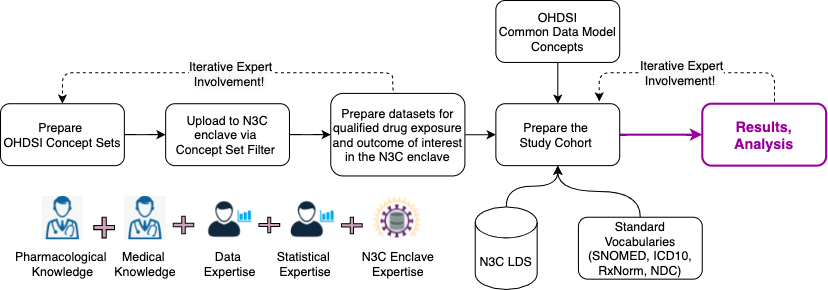 OHDSI
Common Data Model
Concepts
Iterative Expert
Involvement!
Iterative Expert
Involvement!
Prepare
OHDSI Concept Sets
Upload to N3C
enclave via
Concept Set Filter
Prepare datasets for
qualified drug exposure
and outcome of interest
in the N3C enclave
Prepare the
Study Cohort
Results,
Analysis
Pharmacological
Knowledge
Medical
Knowledge
Data
Expertise
Statistical
Expertise
N3C Enclave
Expertise
N3C LDS
Standard
Vocabularies
(SNOMED, ICD10,
RxNorm, NDC)